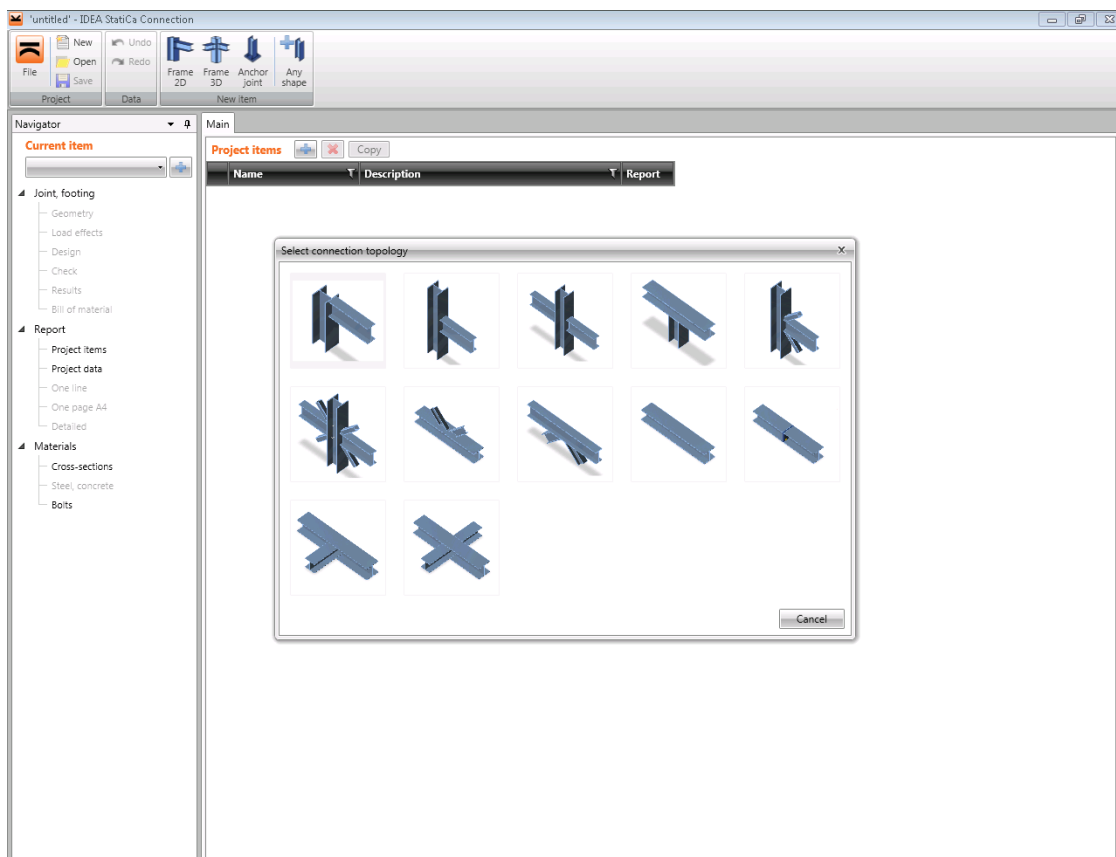 'untitled' - IDEA StatiCa Connection
File
New
Open
Save
Project
Undo
Redo
Data
Frame 2D
Frame 3D
Anchor joint
Any shape
New item
Navigator
Current item
Joint, footing
Geometry
Load effects
Design
Check
Results
Bill of material
Report
Project items
Project data
One line
One page A4
Detailed
Materials
Cross-sections
Steel, concrete
Bolts
Main
Project items Copy
Name Description Report
Select connection topology
Cancel